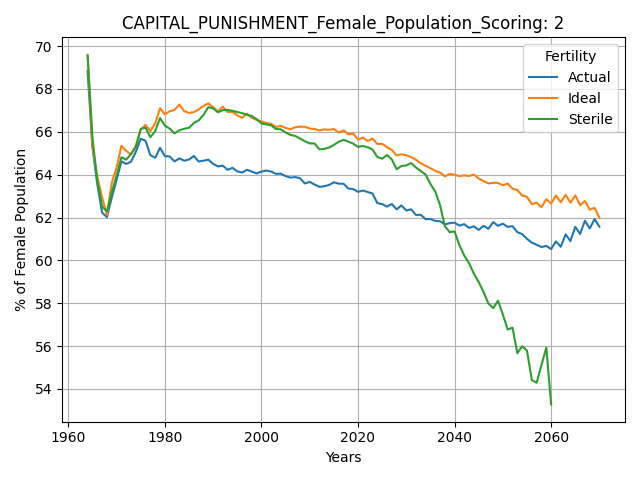 CAPITAL_PUNISHMENT_Female_Population_Scoring: 2
% of Female Population
70
68
66
64
62
60
58
56
54
Fertility
Actual
Ideal
Sterile
1960 1980 2000 2020 2040 2060
Years